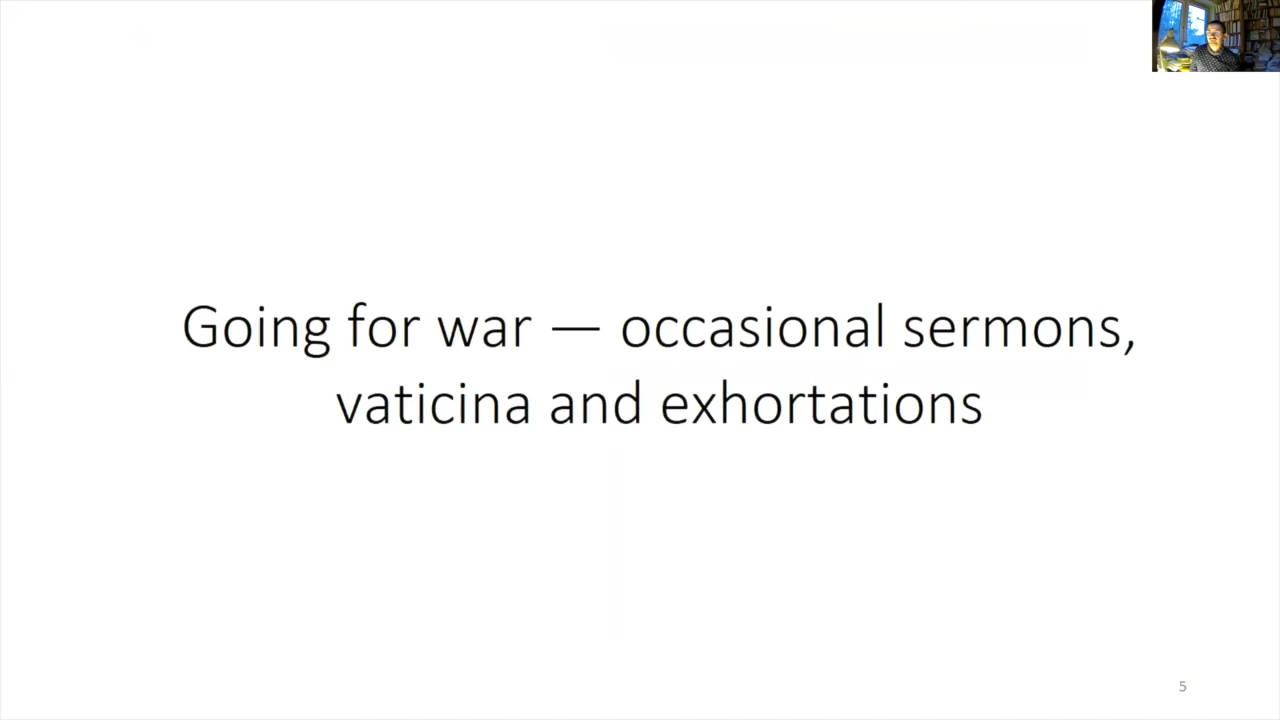 Going for war — occasional sermons,
vaticina and exhortations
5